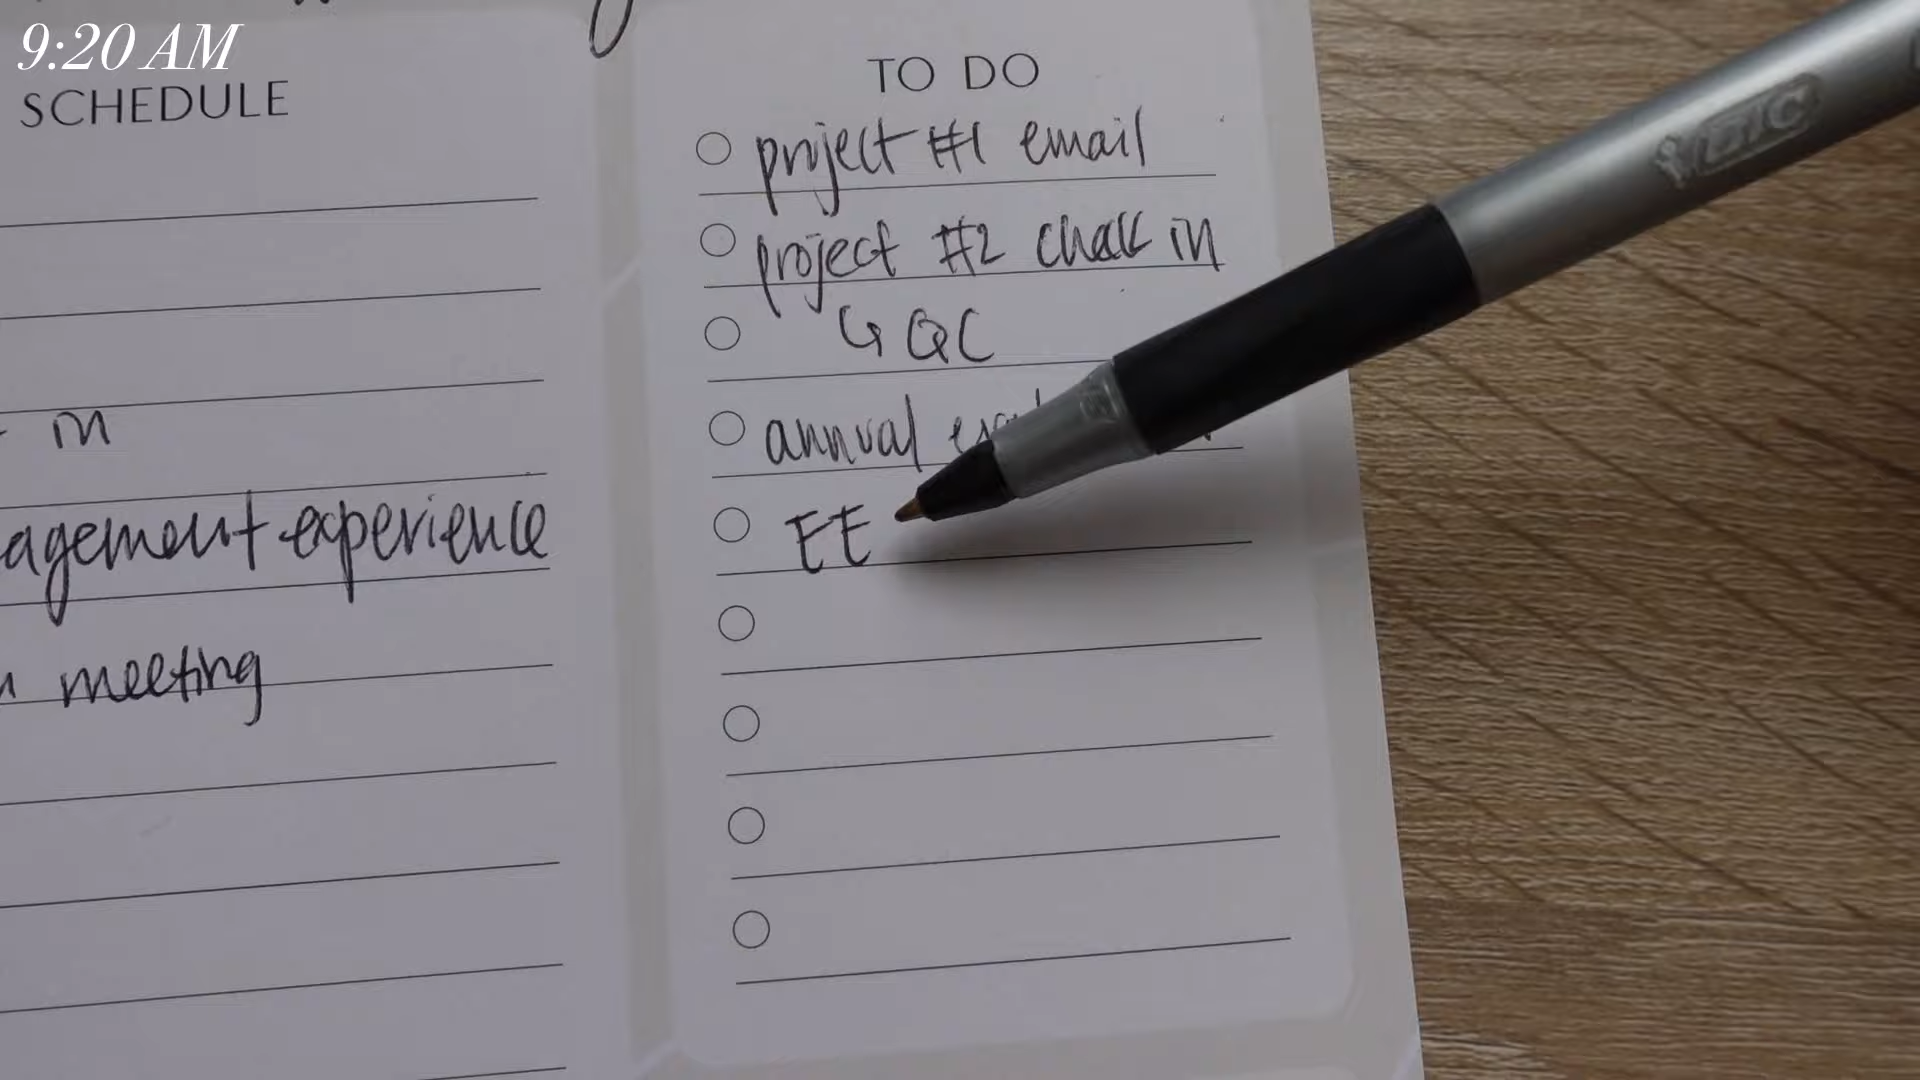 9:20 AM
SCHEDULE
in
agement experience
meeting
TO DO
project #1 email
project #2 check in
↳ QC
annual
EE
BIC